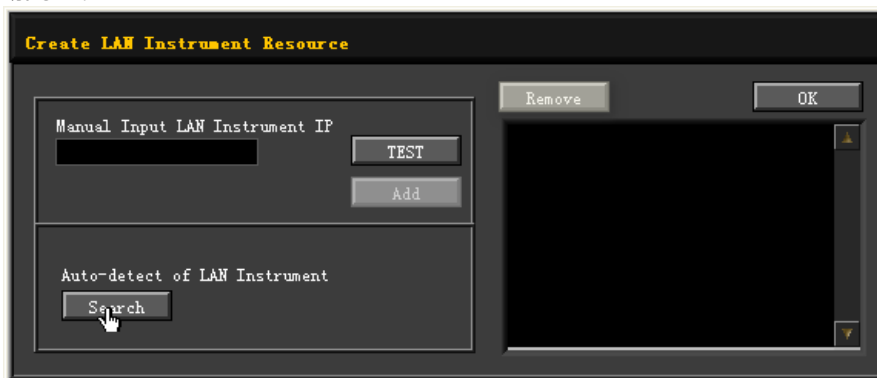 Create LAN Instrument Resource
Remove
OK
Manual Input LAN Instrument IP
TEST
Add
Auto-detect of LAN Instrument
Search